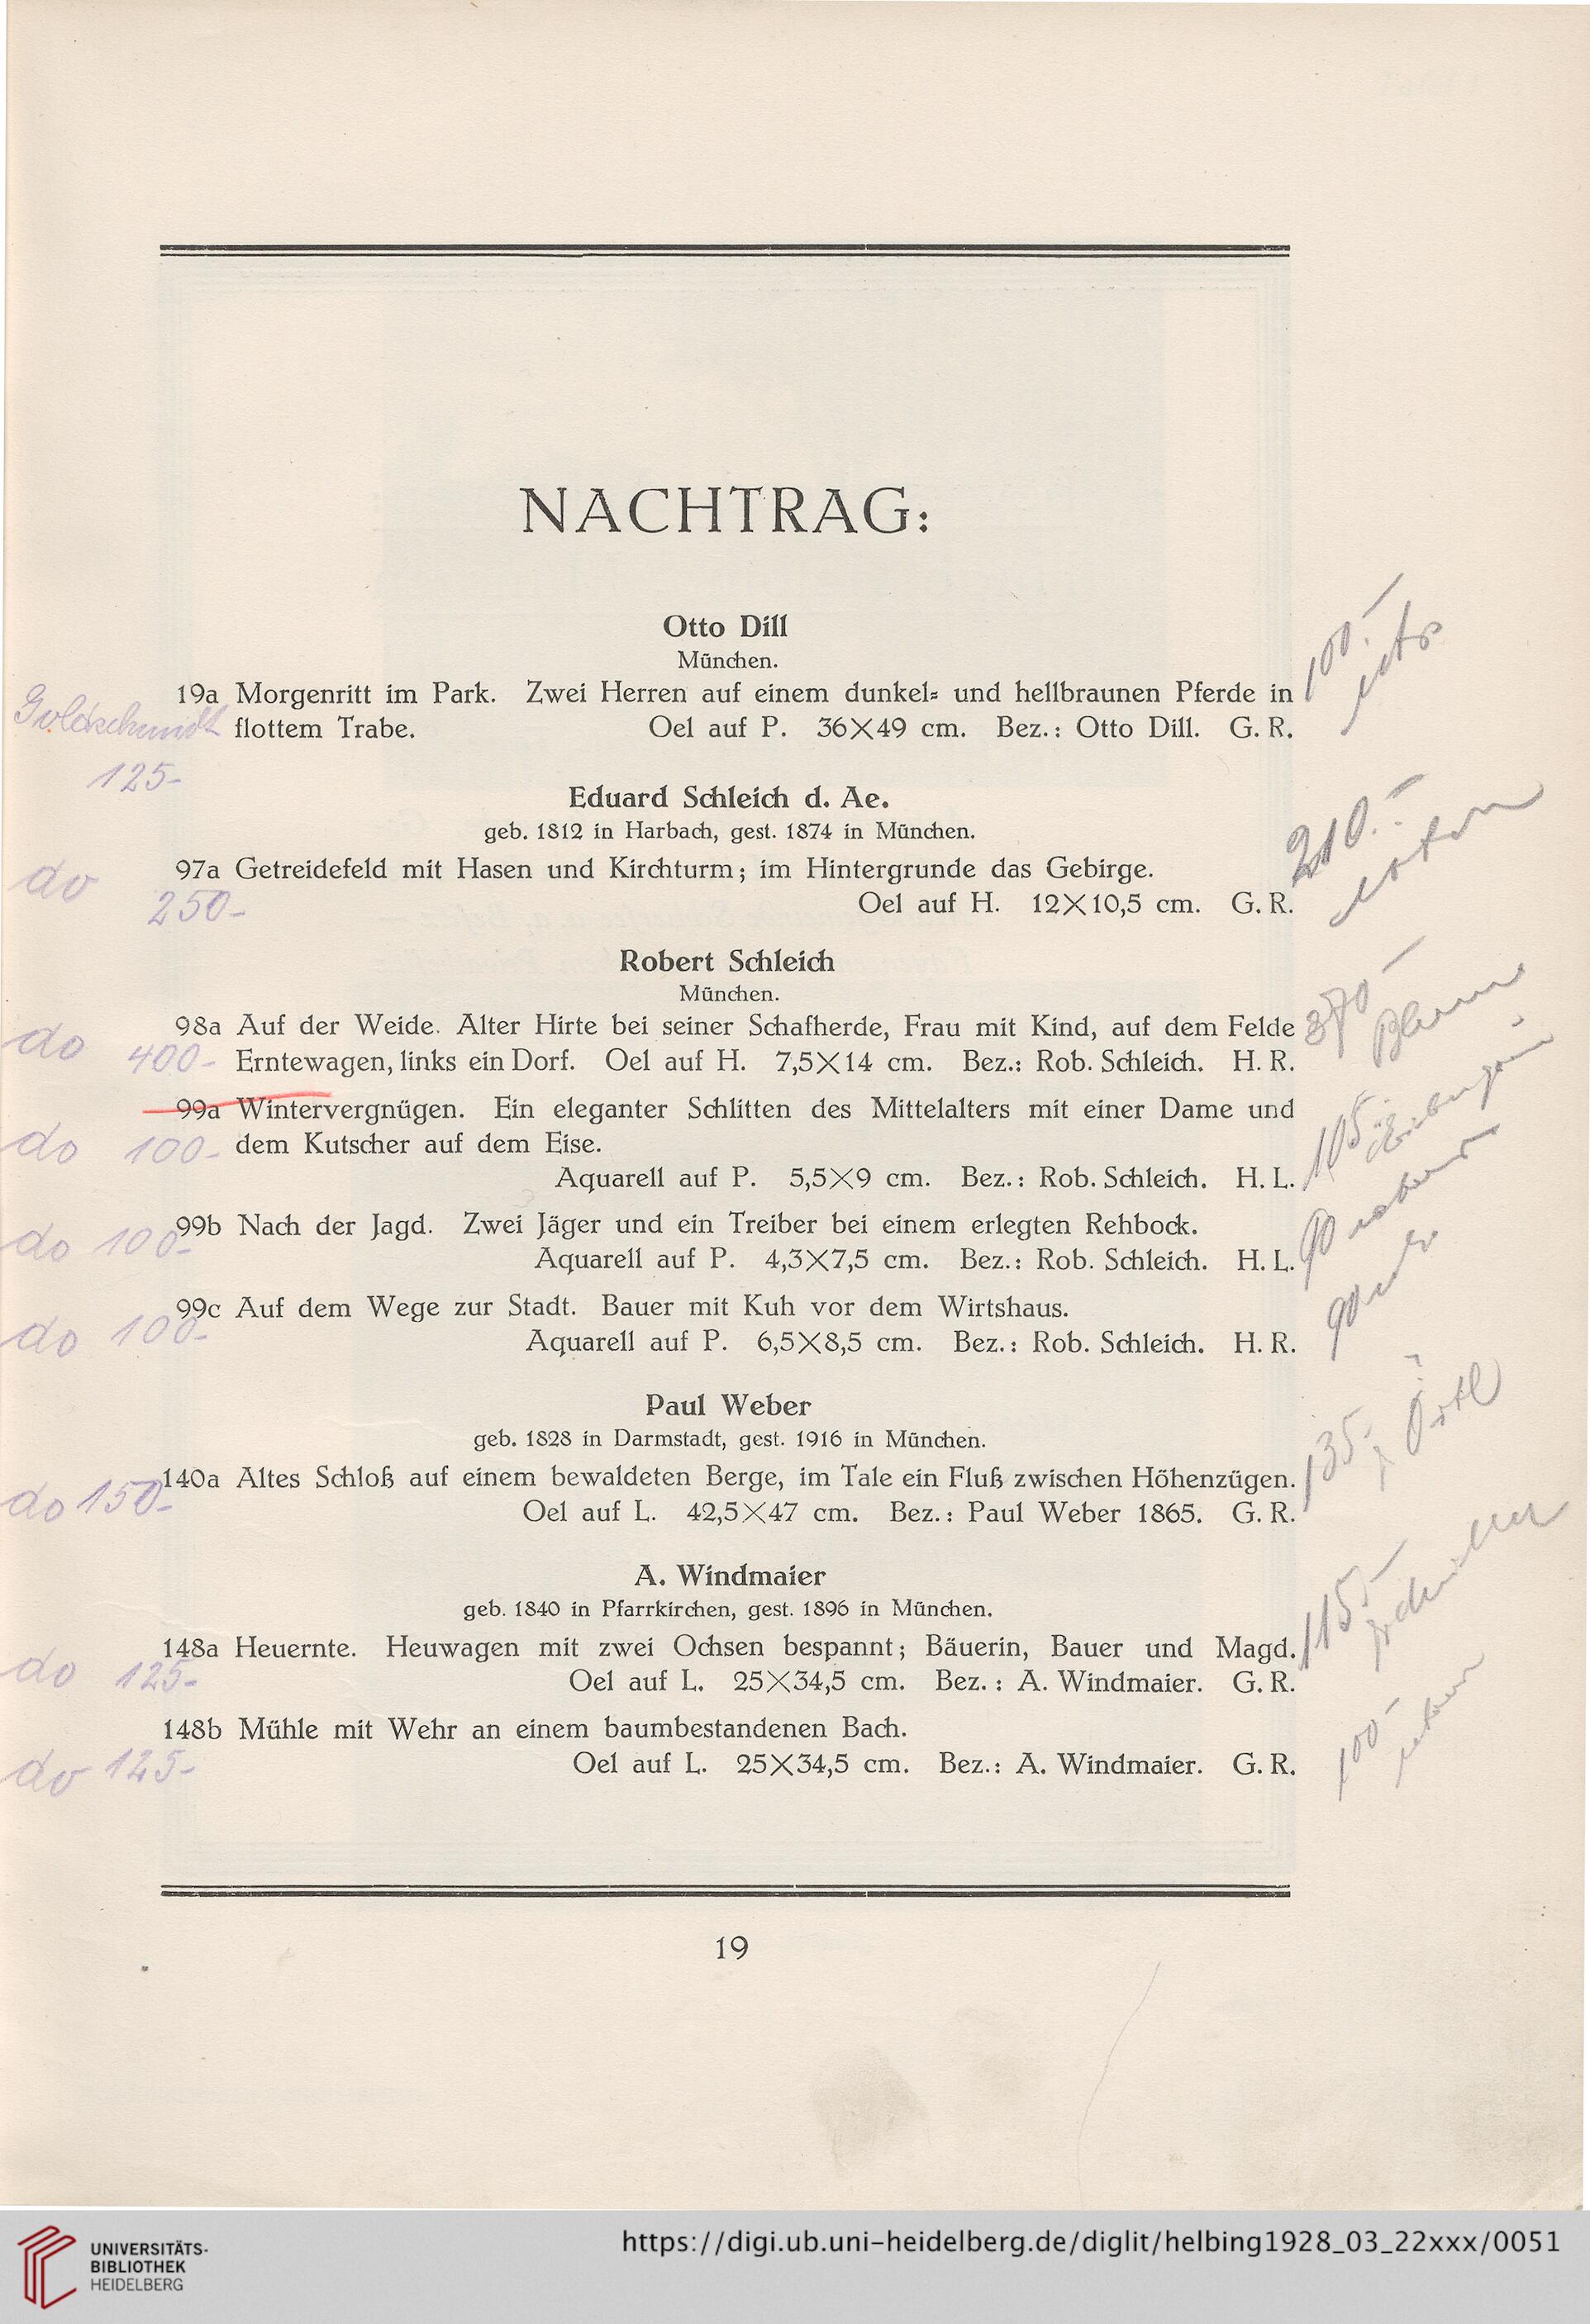 NACHTRAG:
Otto Dill
München.
100.-
Goldschmidt
19a Morgenritt im Park. Zwei Herren auf einem dunkel= und hellbraunen Pferde in
flottem Trabe. Oel auf P. 36×49 cm. Bez.: Otto Dill. G. R.
125-
Eduard Schleich d. Ae.
geb. 1812 in Harbach, gest. 1874 in München.
210.-
do
97a Getreidefeld mit Hasen und Kirchturm; im Hintergrunde das Gebirge.
250-
Oel auf H. 12×10,5 cm. G. R.
Robert Schleich
München.
370-
98a Auf der Weide. Alter Hirte bei seiner Schafherde, Frau mit Kind, auf dem Felde
do 400-
Erntewagen, links ein Dorf. Oel auf H. 7,5×14 cm. Bez.: Rob. Schleich. H. R.
99a Wintervergnügen. Ein eleganter Schlitten des Mittelalters mit einer Dame und
105.-
do 100-
dem Kutscher auf dem Eise.
Aquarell auf P. 5,5×9 cm. Bez.: Rob. Schleich. H. L.
do 100-
99b Nach der Jagd. Zwei Jäger und ein Treiber bei einem erlegten Rehbock.
90
Aquarell auf P. 4,3×7,5 cm. Bez.: Rob. Schleich. H. L.
do 100-
99c Auf dem Wege zur Stadt. Bauer mit Kuh vor dem Wirtshaus.
90
Aquarell auf P. 6,5×8,5 cm. Bez.: Rob. Schleich. H. R.
Paul Weber
geb. 1828 in Darmstadt, gest. 1916 in München.
135.-
do 150-
140a Altes Schloß auf einem bewaldeten Berge, im Tale ein Fluß zwischen Höhenzügen.
Oel auf L. 42,5×47 cm. Bez.: Paul Weber 1865. G. R.
A. Windmaier
geb. 1840 in Pfarrkirchen, gest. 1896 in München.
115.-
148a Heuernte. Heuwagen mit zwei Ochsen bespannt; Bäuerin, Bauer und Magd.
do 125-
Oel auf L. 25×34,5 cm. Bez.: A. Windmaier. G. R.
148b Mühle mit Wehr an einem baumbestandenen Bach.
100-
do 125-
Oel auf L. 25×34,5 cm. Bez.: A. Windmaier. G. R.
19
UNIVERSITÄTS-
BIBLIOTHEK
HEIDELBERG
https://digi.ub.uni-heidelberg.de/diglit/helbing1928_03_22xxx/0051